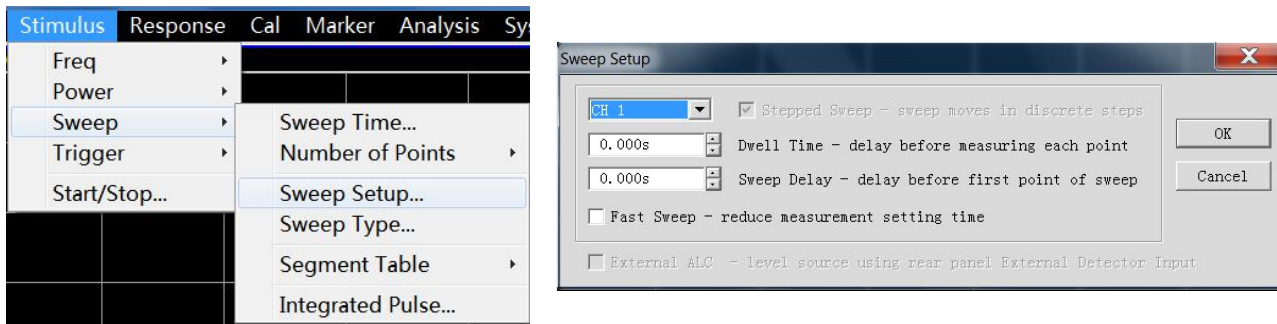 Stimulus Response Cal Marker Analysis Sy
Freq
Power
Sweep
Trigger
Start/Stop...
Sweep Time...
Number of Points
Sweep Setup...
Sweep Type...
Segment Table
Integrated Pulse...
Sweep Setup
CH 1 Stepped Sweep - sweep moves in discrete steps
0.000s Dwell Time - delay before measuring each point
0.000s Sweep Delay - delay before first point of sweep
Fast Sweep - reduce measurement setting time
External ALC - level source using rear panel External Detector Input
OK
Cancel